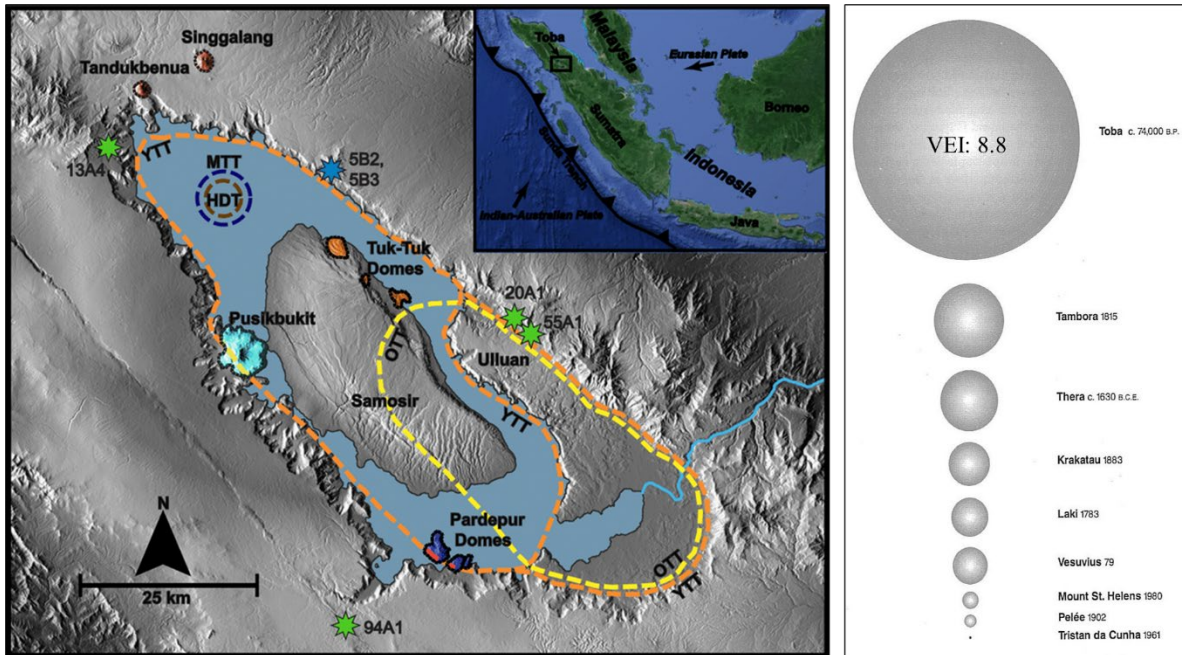 Singgalang
Tandukbenua
13A4
YTT
MTT
HDT
5B2,
5B3
Tuk-Tuk
Domes
20A1
55A1
Pusikbukit
OTT
Ulluan
Samosir
YTT
N
25 km
Pardepur
Domes
OTT
YTT
94A1
Toba
Malaysia
Eurasian Plate
Borneo
Sumatra
Sunda Trench
Indonesia
Indian-Australian Plate
Java
VEI: 8.8
Toba c. 74,000 B.P.
Tambora 1815
Thera c. 1630 B.C.E.
Krakatau 1883
Laki 1783
Vesuvius 79
Mount St. Helens 1980
Pelée 1902
Tristan da Cunha 1961